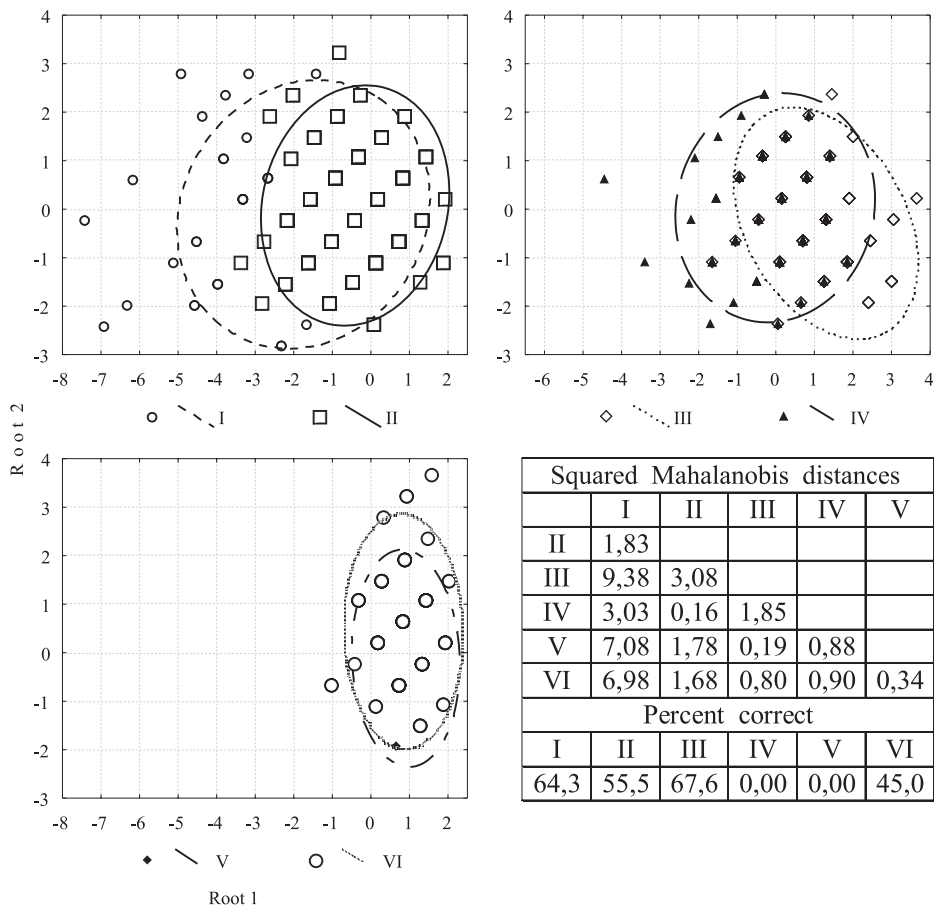 4
3
2
1
0
-1
-2
-3
-8 -7 -6 -5 -4 -3 -2 -1 0 1 2
I II
4
3
2
1
0
-1
-2
-3
-6 -5 -4 -3 -2 -1 0 1 2 3 4
III IV
Root 2
4
3
2
1
0
-1
-2
-3
-8 -7 -6 -5 -4 -3 -2 -1 0 1 2
V VI
Root 1
Squared Mahalanobis distances
I II III IV V
II 1,83
III 9,38 3,08
IV 3,03 0,16 1,85
V 7,08 1,78 0,19 0,88
VI 6,98 1,68 0,80 0,90 0,34
Percent correct
I II III IV V VI
64,3 55,5 67,6 0,00 0,00 45,0